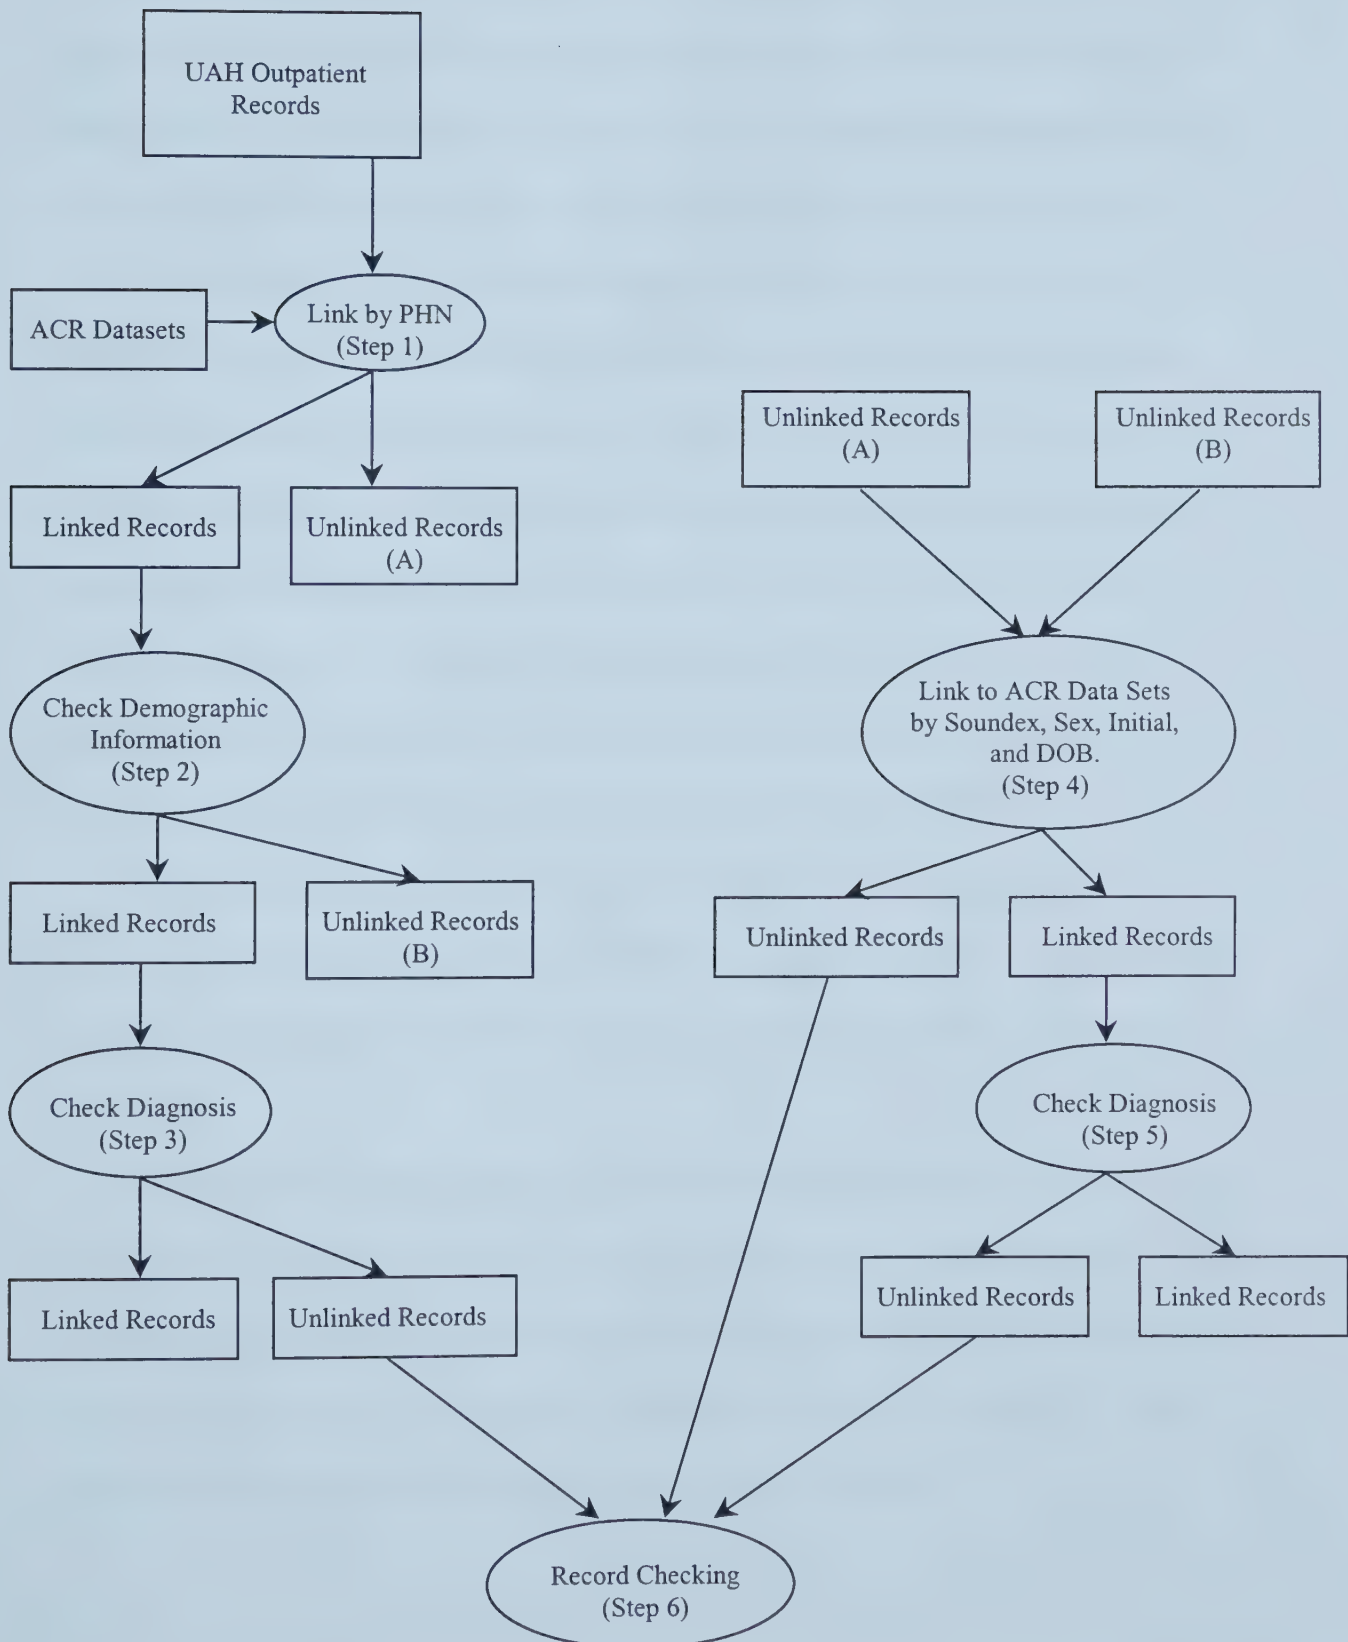 UAH Outpatient
Records
ACR Datasets
Link by PHN
(Step 1)
Linked Records
Unlinked Records
(A)
Check Demographic
Information
(Step 2)
Linked Records
Unlinked Records
(B)
Check Diagnosis
(Step 3)
Linked Records
Unlinked Records
Unlinked Records
(A)
Unlinked Records
(B)
Link to ACR Data Sets
by Soundex, Sex, Initial,
and DOB.
(Step 4)
Unlinked Records
Linked Records
Check Diagnosis
(Step 5)
Unlinked Records
Linked Records
Record Checking
(Step 6)